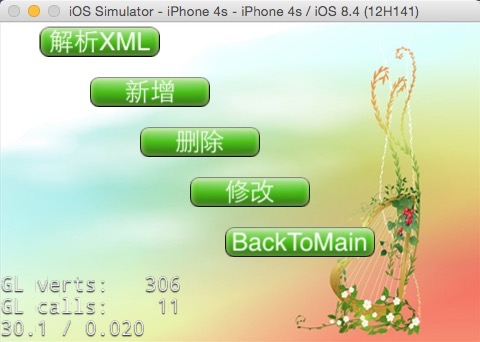 iOS Simulator - iPhone 4s - iPhone 4s / iOS 8.4 (12H141)
解析XML
新增
删除
修改
BackToMain
GL verts: 306
GL calls: 11
30.1 / 0.020